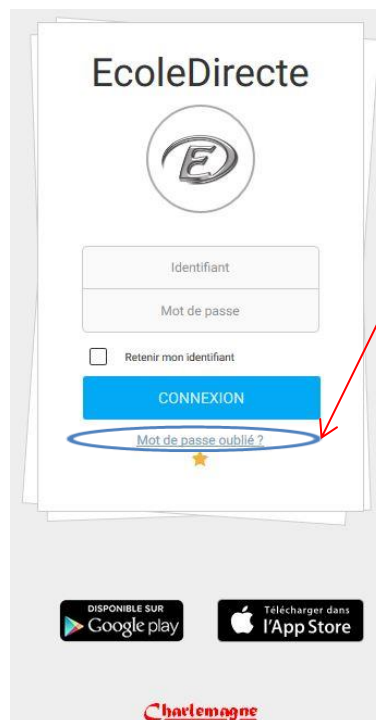 EcoleDirecte
E
Identifiant
Mot de passe
Retenir mon identifiant
CONNEXION
Mot de passe oublié ?
DISPONIBLE SUR
Google play
Télécharger dans
l'App Store
Charlemagne